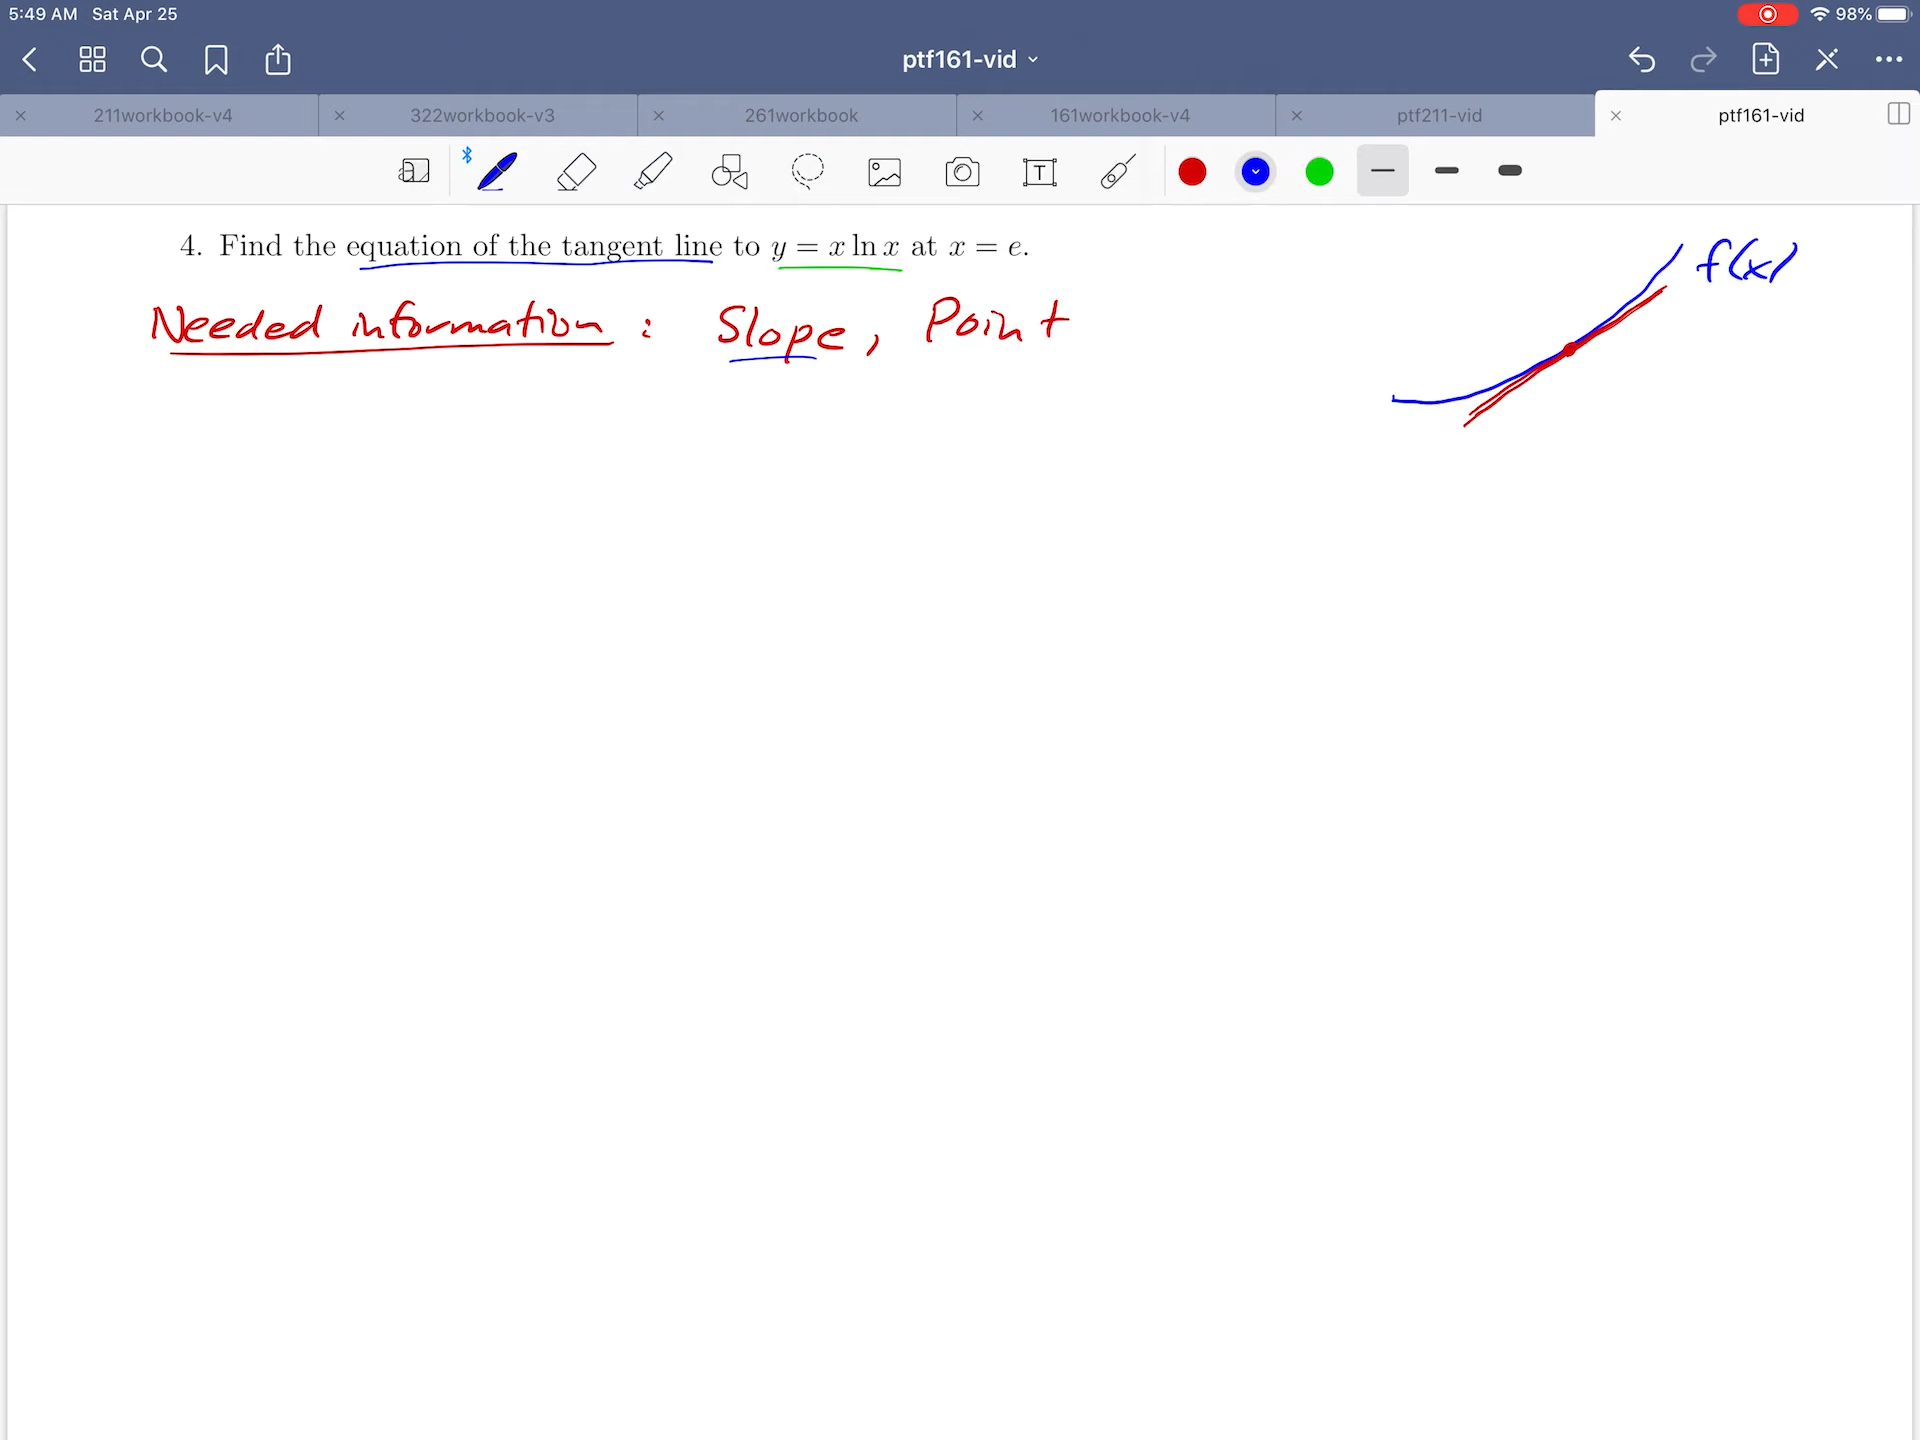 5:49 AM Sat Apr 25 98%
ptf161-vid
211workbook-v4 322workbook-v3 261workbook 161workbook-v4 ptf211-vid ptf161-vid
a T
4. Find the equation of the tangent line to y = x ln x at x = e.
f(x)
Needed information : Slope, Point